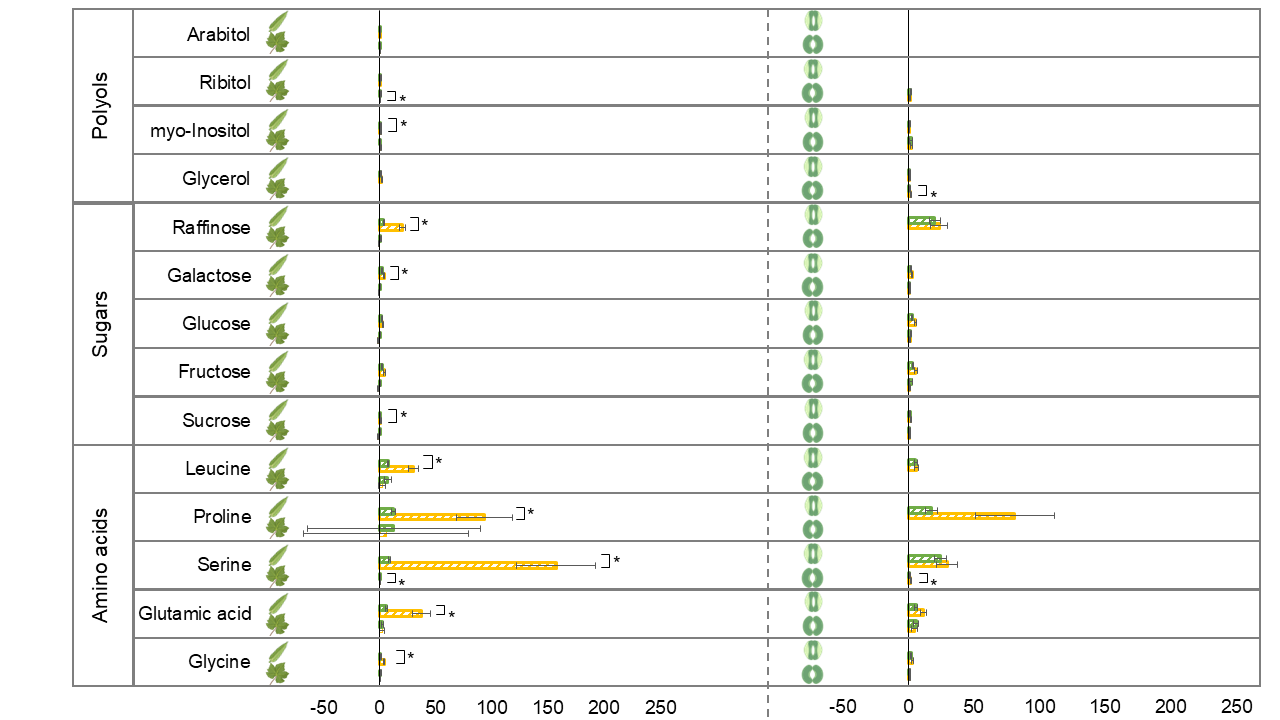 Polyols
Arabitol
Ribitol
*
myo-Inositol
*
Glycerol
*
Sugars
Raffinose
*
Galactose
*
Glucose
Fructose
Sucrose
*
Amino acids
Leucine
*
Proline
*
Serine
*
* *
Glutamic acid
*
Glycine
*
-50 0 50 100 150 200 250 -50 0 50 100 150 200 250